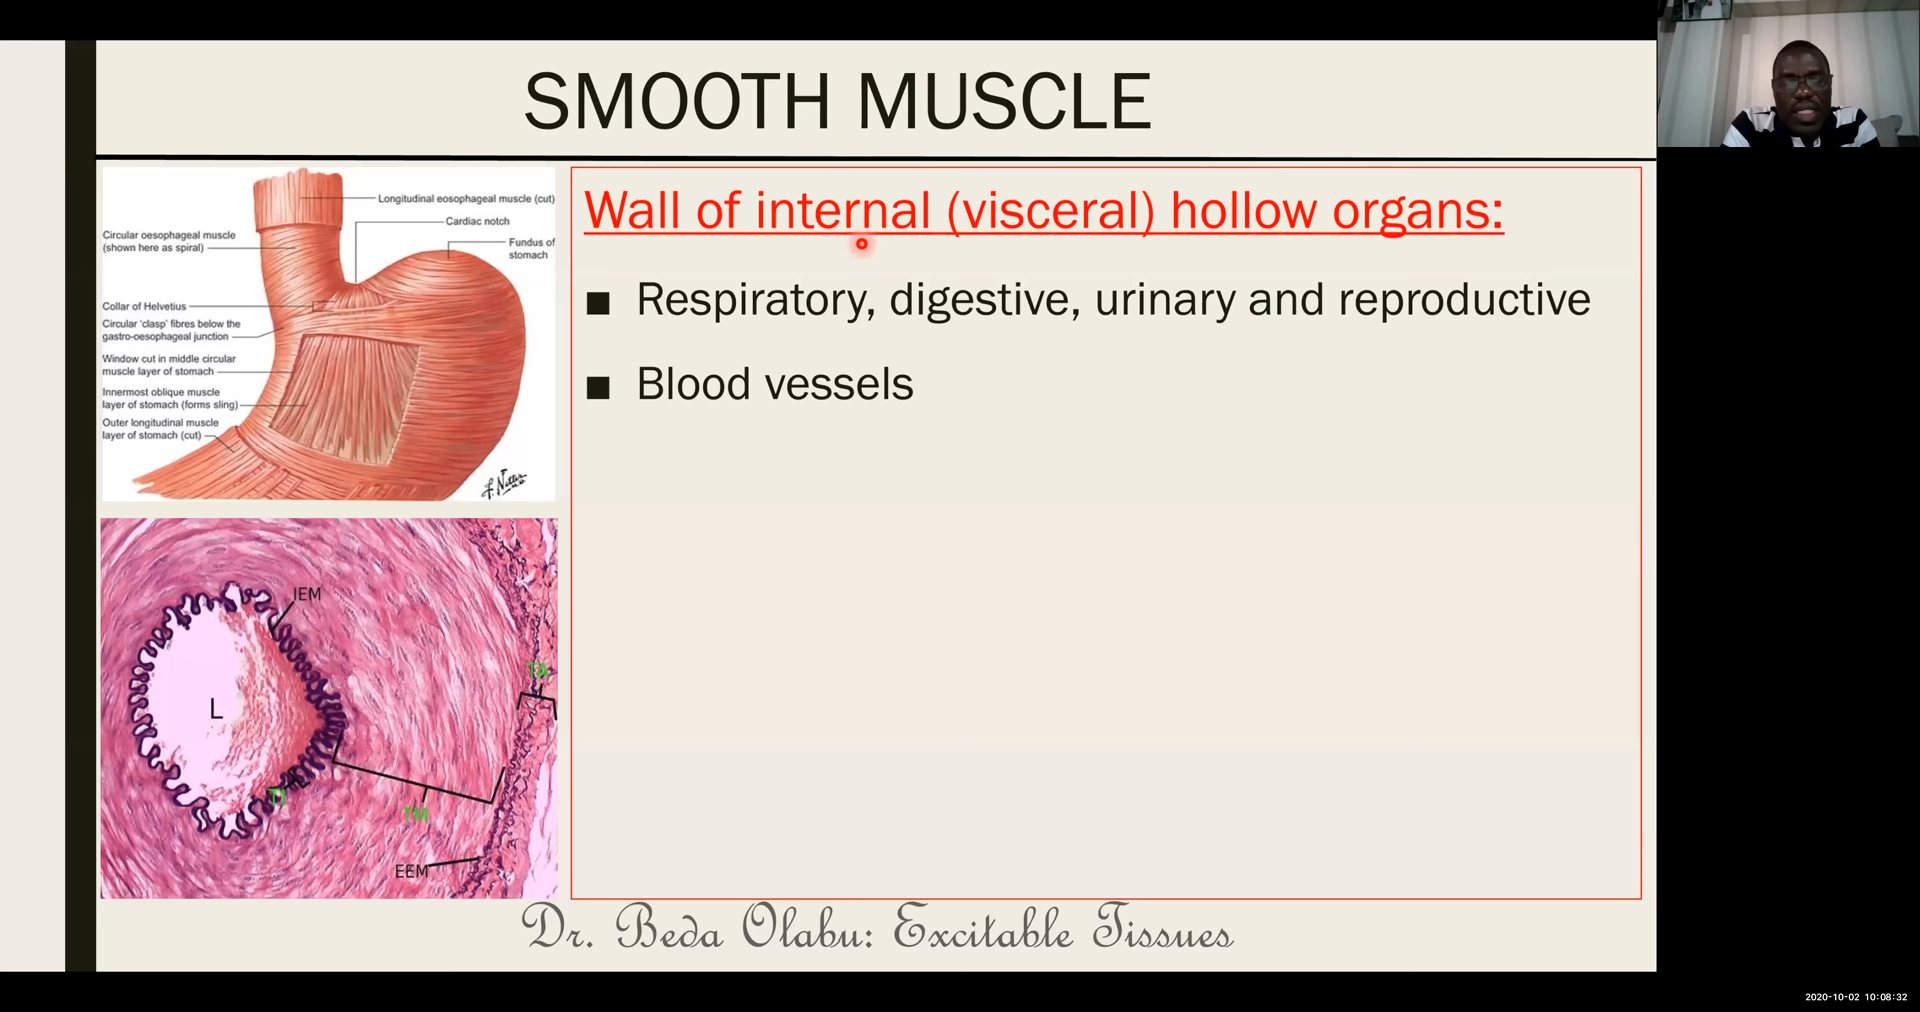 SMOOTH MUSCLE
Longitudinal eosophageal muscle (cut)
Cardiac notch
Circular oesophageal muscle
(shown here as spiral)
Fundus of
stomach
Collar of Helvetius
Circular 'clasp' fibres below the
gastro-oesophageal junction
Window cut in middle circular
muscle layer of stomach
Innermost oblique muscle
layer of stomach (forms sling)
Outer longitudinal muscle
layer of stomach (cut)
f. Netter
IEM
TA
L
TI
TM
EEM
Wall of internal (visceral) hollow organs:
■ Respiratory, digestive, urinary and reproductive
■ Blood vessels
Dr. Beda Olabu: Excitable Tissues
2020-10-02 10:08:32